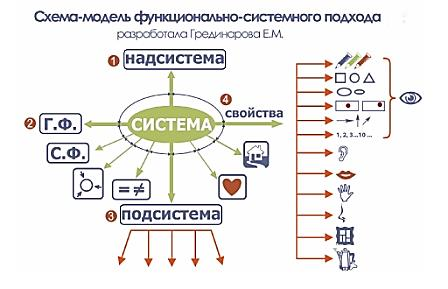 Схема-модель функционально-системного подхода
разработала Грединарова Е.М.
1 надсистема
4 свойства
2 Г.Ф.
СИСТЕМА
С.Ф.
= ≠
3 подсистема
1, 2, 3...10 ...